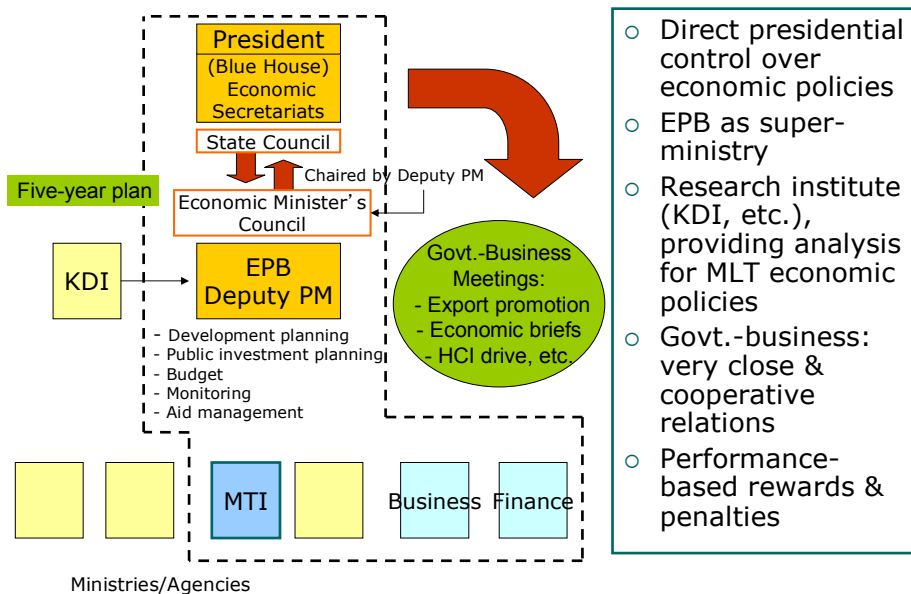 President
(Blue House)
Economic
Secretariats
State Council
Chaired by Deputy PM
Five-year plan
Economic Minister’s
Council
KDI
EPB
Deputy PM
- Development planning
- Public investment planning
- Budget
- Monitoring
- Aid management
Govt.-Business
Meetings:
- Export promotion
- Economic briefs
- HCI drive, etc.
MTI
Business
Finance
Ministries/Agencies
○ Direct presidential
control over
economic policies
○ EPB as super-
ministry
○ Research institute
(KDI, etc.),
providing analysis
for MLT economic
policies
○ Govt.-business:
very close &
cooperative
relations
○ Performance-
based rewards &
penalties